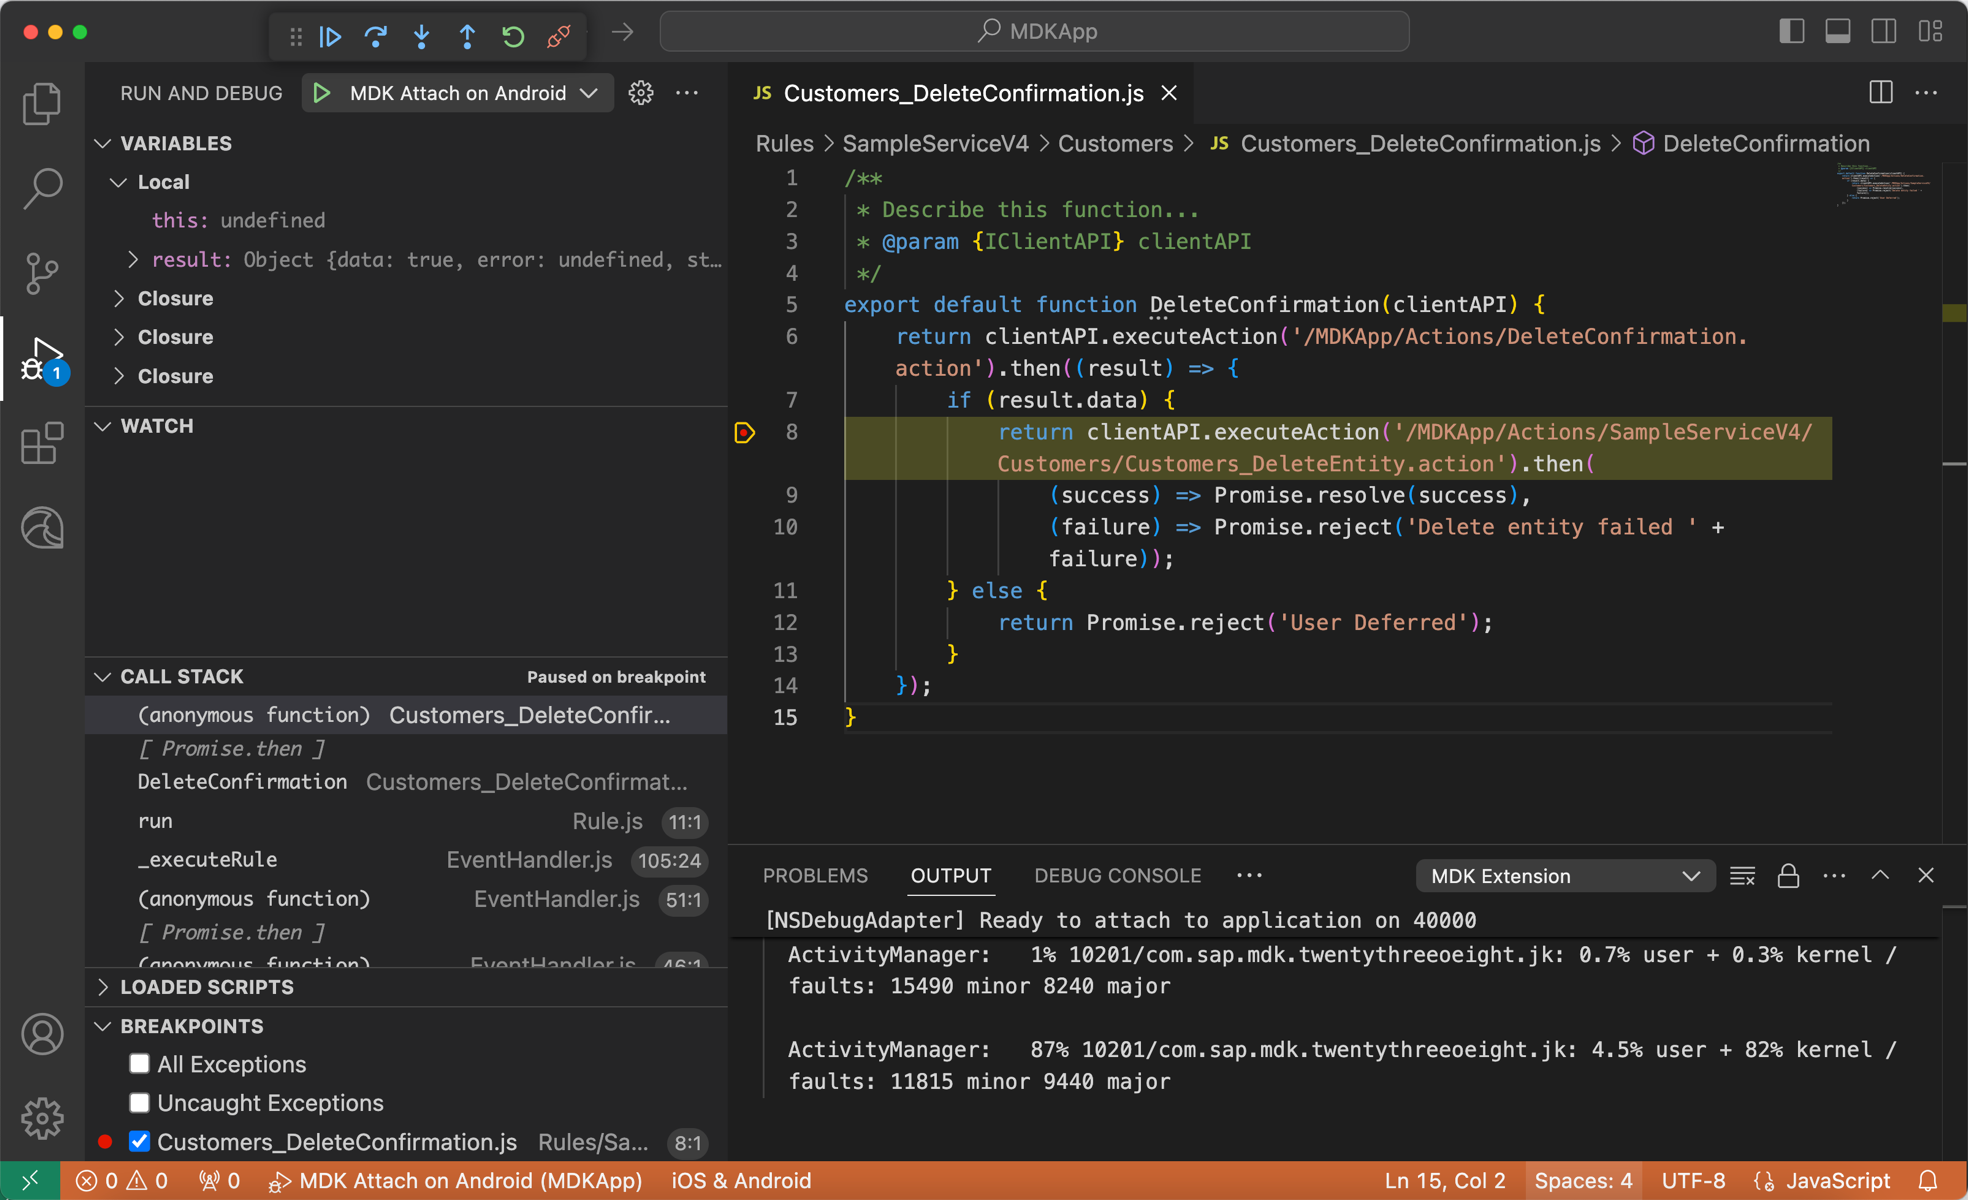 MDKApp
RUN AND DEBUG
MDK Attach on Android
VARIABLES
Local
this: undefined
result: Object {data: true, error: undefined, st…
Closure
Closure
Closure
WATCH
CALL STACK
Paused on breakpoint
(anonymous function) Customers_DeleteConfir…
[ Promise.then ]
DeleteConfirmation Customers_DeleteConfirmat…
run Rule.js 11:1
_executeRule EventHandler.js 105:24
(anonymous function) EventHandler.js 51:1
[ Promise.then ]
(anonymous function) EventHandler.js 46:1
LOADED SCRIPTS
BREAKPOINTS
All Exceptions
Uncaught Exceptions
Customers_DeleteConfirmation.js Rules/Sa… 8:1
JS Customers_DeleteConfirmation.js
Rules > SampleServiceV4 > Customers > JS Customers_DeleteConfirmation.js > DeleteConfirmation
1 /**
2 * Describe this function...
3 * @param {IClientAPI} clientAPI
4 */
5 export default function DeleteConfirmation(clientAPI) {
6 return clientAPI.executeAction('/MDKApp/Actions/DeleteConfirmation.
action').then((result) => {
7 if (result.data) {
8 return clientAPI.executeAction('/MDKApp/Actions/SampleServiceV4/
Customers/Customers_DeleteEntity.action').then(
9 (success) => Promise.resolve(success),
10 (failure) => Promise.reject('Delete entity failed ' +
failure));
11 } else {
12 return Promise.reject('User Deferred');
13 }
14 });
15 }
PROBLEMS OUTPUT DEBUG CONSOLE
MDK Extension
[NSDebugAdapter] Ready to attach to application on 40000
ActivityManager: 1% 10201/com.sap.mdk.twentythreeoeight.jk: 0.7% user + 0.3% kernel /
faults: 15490 minor 8240 major
ActivityManager: 87% 10201/com.sap.mdk.twentythreeoeight.jk: 4.5% user + 82% kernel /
faults: 11815 minor 9440 major
1
0 0 0 MDK Attach on Android (MDKApp) iOS & Android
Ln 15, Col 2 Spaces: 4 UTF-8 JavaScript